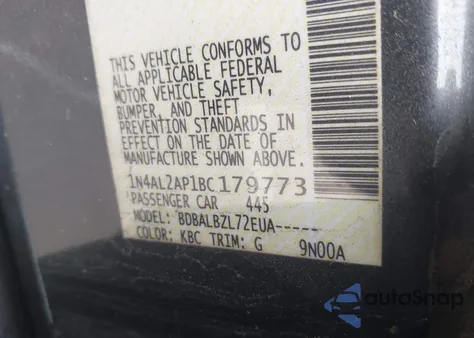 THIS VEHICLE CONFORMS TO
ALL APPLICABLE FEDERAL
MOTOR VEHICLE SAFETY,
BUMPER, AND THEFT
PREVENTION STANDARDS IN
EFFECT ON THE DATE OF
MANUFACTURE SHOWN ABOVE.
1N4AL2AP1BC179773
PASSENGER CAR 445
MODEL: BDBALBZL72EUA------
COLOR: KBC TRIM: G 9N00A
autoSnap